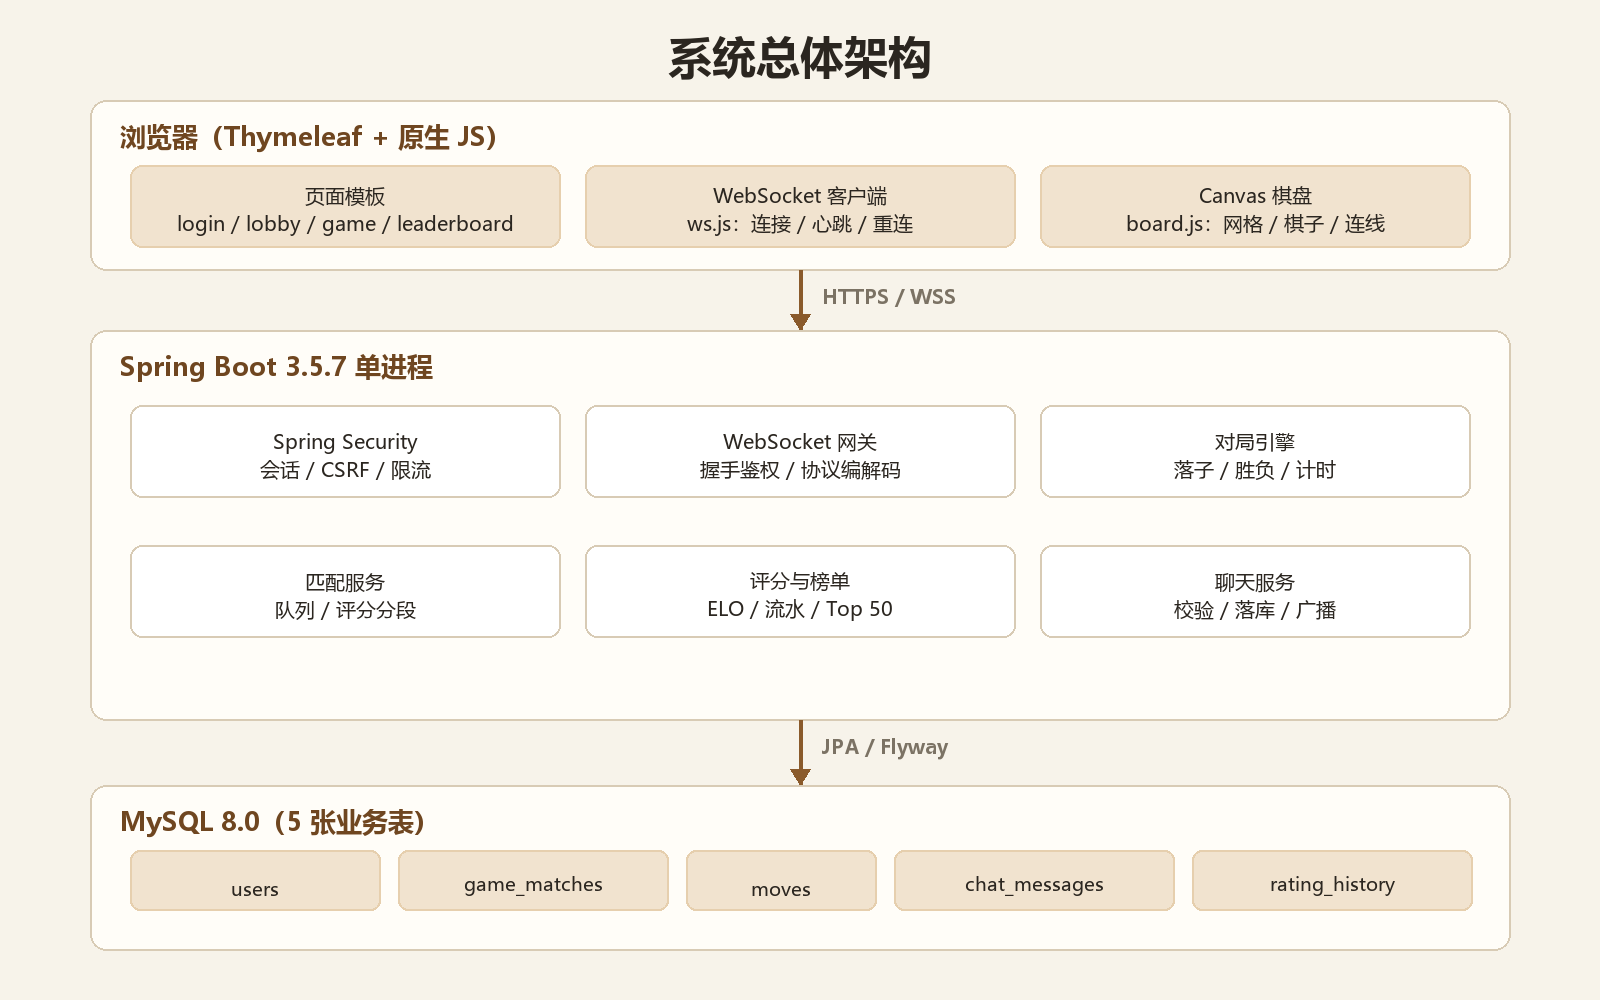 系统总体架构
浏览器（Thymeleaf + 原生 JS）
页面模板
login / lobby / game / leaderboard
WebSocket 客户端
ws.js：连接 / 心跳 / 重连
Canvas 棋盘
board.js：网格 / 棋子 / 连线
HTTPS / WSS
Spring Boot 3.5.7 单进程
Spring Security
会话 / CSRF / 限流
WebSocket 网关
握手鉴权 / 协议编解码
对局引擎
落子 / 胜负 / 计时
匹配服务
队列 / 评分分段
评分与榜单
ELO / 流水 / Top 50
聊天服务
校验 / 落库 / 广播
JPA / Flyway
MySQL 8.0（5 张业务表）
users
game_matches
moves
chat_messages
rating_history